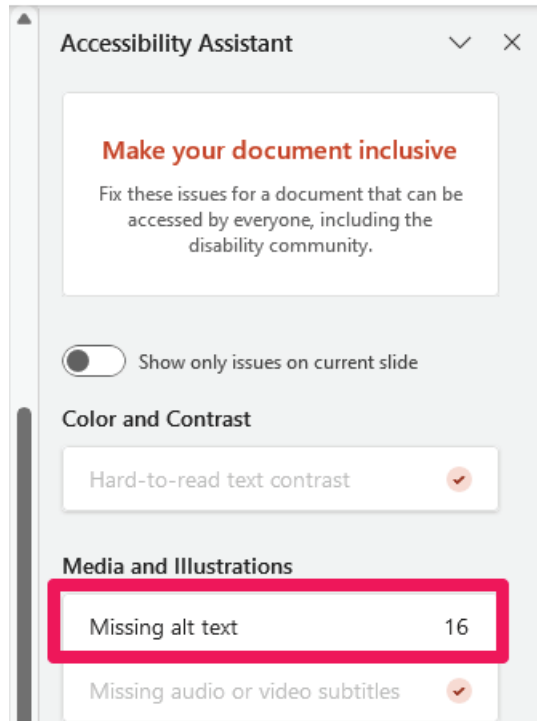 Accessibility Assistant
Make your document inclusive
Fix these issues for a document that can be
accessed by everyone, including the
disability community.
Show only issues on current slide
Color and Contrast
Hard-to-read text contrast
Media and Illustrations
Missing alt text 16
Missing audio or video subtitles